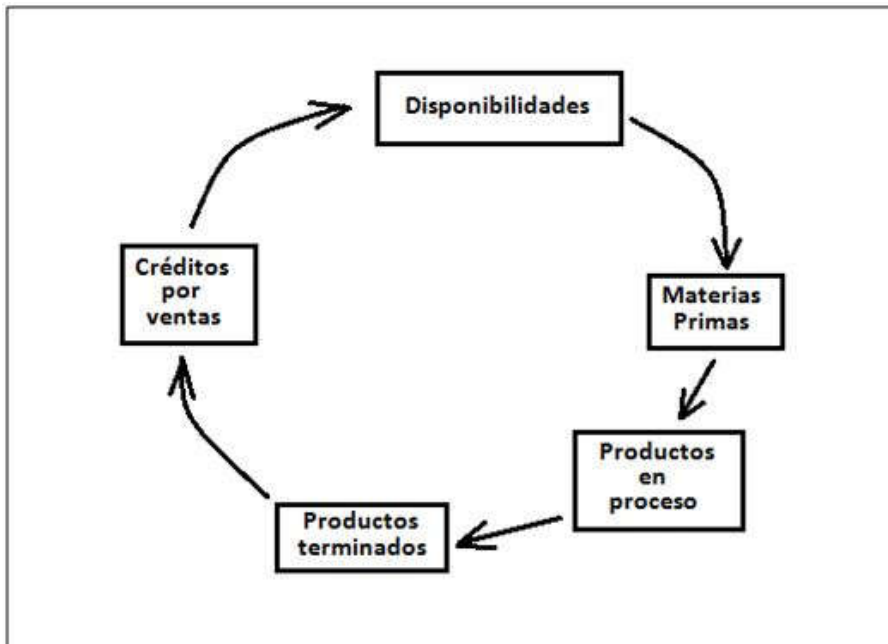 Disponibilidades
Materias
Primas
Productos
en
proceso
Productos
terminados
Créditos
por
ventas